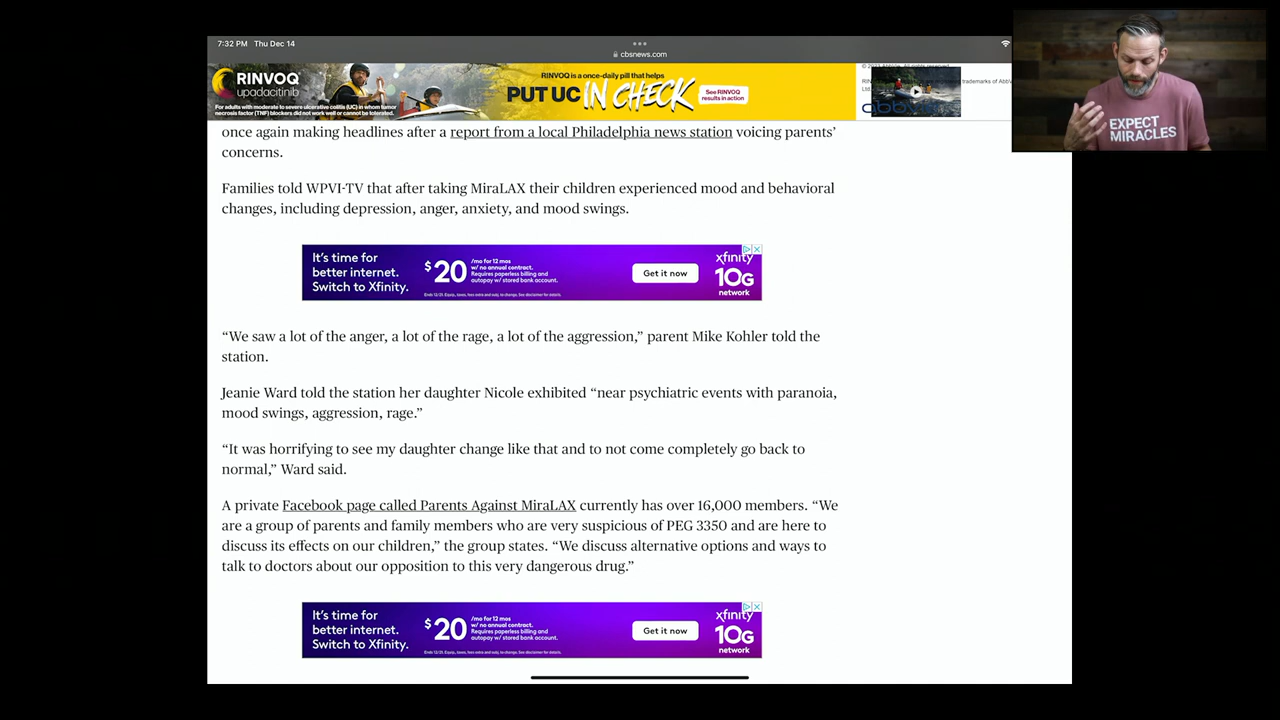 7:32 PM Thu Dec 14
cbsnews.com
RINVOQ
upadacitinib
For adults with moderate to severe ulcerative colitis (UC) in whom tumor
necrosis factor (TNF) blockers did not work well or cannot be tolerated.
RINVOQ is a once-daily pill that helps
PUT UC IN CHECK
See RINVOQ
results in action
EXPECT
MIRACLES
once again making headlines after a report from a local Philadelphia news station voicing parents’
concerns.
Families told WPVI-TV that after taking MiraLAX their children experienced mood and behavioral
changes, including depression, anger, anxiety, and mood swings.
It's time for
better internet.
Switch to Xfinity.
$20
/mo for 12 mos
w/ no annual contract.
Requires paperless billing and
autopay w/ stored bank account.
Get it now
xfinity
10G
network
“We saw a lot of the anger, a lot of the rage, a lot of the aggression,” parent Mike Kohler told the
station.
Jeanie Ward told the station her daughter Nicole exhibited “near psychiatric events with paranoia,
mood swings, aggression, rage.”
“It was horrifying to see my daughter change like that and to not come completely go back to
normal,” Ward said.
A private Facebook page called Parents Against MiraLAX currently has over 16,000 members. “We
are a group of parents and family members who are very suspicious of PEG 3350 and are here to
discuss its effects on our children,” the group states. “We discuss alternative options and ways to
talk to doctors about our opposition to this very dangerous drug.”
It's time for
better internet.
Switch to Xfinity.
$20
/mo for 12 mos
w/ no annual contract.
Requires paperless billing and
autopay w/ stored bank account.
Get it now
xfinity
10G
network